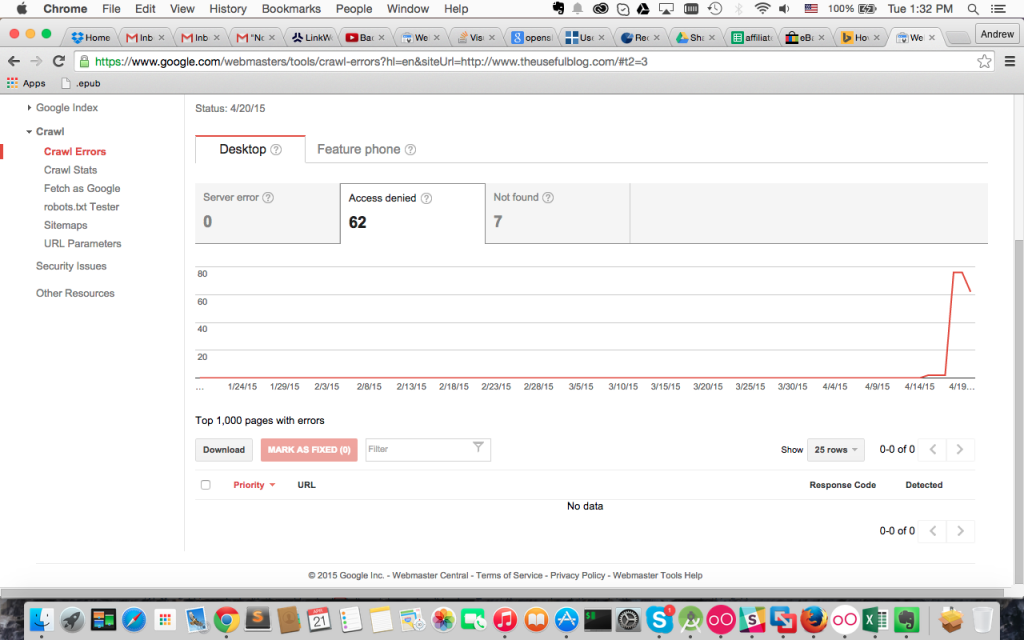 Chrome File Edit View History Bookmarks People Window Help 100% Tue 1:32 PM
Home Inb Inb "No LinkW Bac We Vis opens Use Rec Sha affiliat eBa Ho We Andrew
https://www.google.com/webmasters/tools/crawl-errors?hl=en&siteUrl=http://www.theusefulblog.com/#t2=3
Apps .epub
Google Index
Crawl
Crawl Errors
Crawl Stats
Fetch as Google
robots.txt Tester
Sitemaps
URL Parameters
Security Issues
Other Resources
Status: 4/20/15
Desktop ? Feature phone ?
Server error ? Access denied ? Not found ?
0 62 7
80
60
40
20
... 1/24/15 1/29/15 2/3/15 2/8/15 2/13/15 2/18/15 2/23/15 2/28/15 3/5/15 3/10/15 3/15/15 3/20/15 3/25/15 3/30/15 4/4/15 4/9/15 4/14/15 4/19...
Top 1,000 pages with errors
Download MARK AS FIXED (0) Filter Show 25 rows 0-0 of 0
Priority URL Response Code Detected
No data
0-0 of 0
© 2015 Google Inc. - Webmaster Central - Terms of Service - Privacy Policy - Webmaster Tools Help
21
1